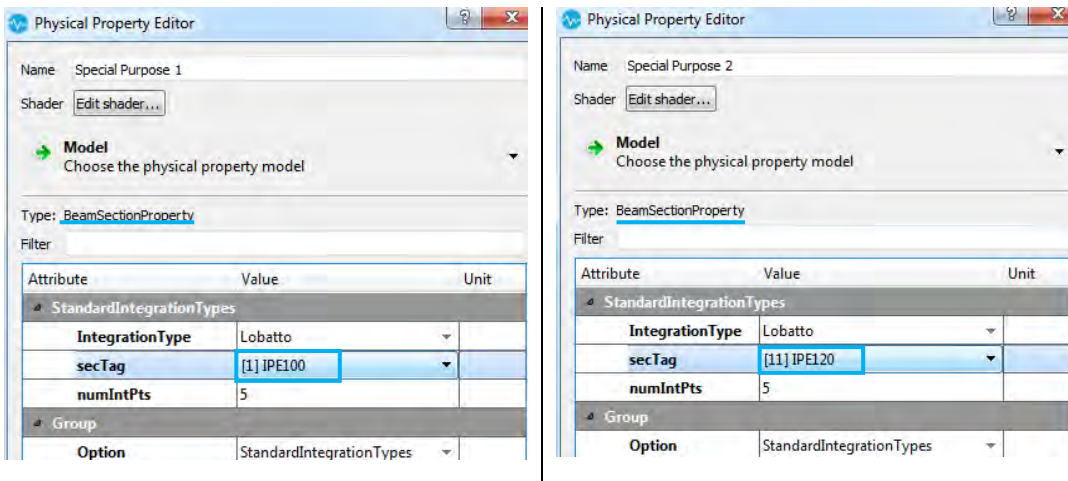 Physical Property Editor
Name Special Purpose 1
Shader Edit shader...
Model
Choose the physical property model
Type: BeamSectionProperty
Filter
Attribute Value Unit
StandardIntegrationTypes
IntegrationType Lobatto
secTag [1] IPE100
numIntPts 5
Group
Option StandardIntegrationTypes
Physical Property Editor
Name Special Purpose 2
Shader Edit shader...
Model
Choose the physical property model
Type: BeamSectionProperty
Filter
Attribute Value Unit
StandardIntegrationTypes
IntegrationType Lobatto
secTag [11] IPE120
numIntPts 5
Group
Option StandardIntegrationTypes